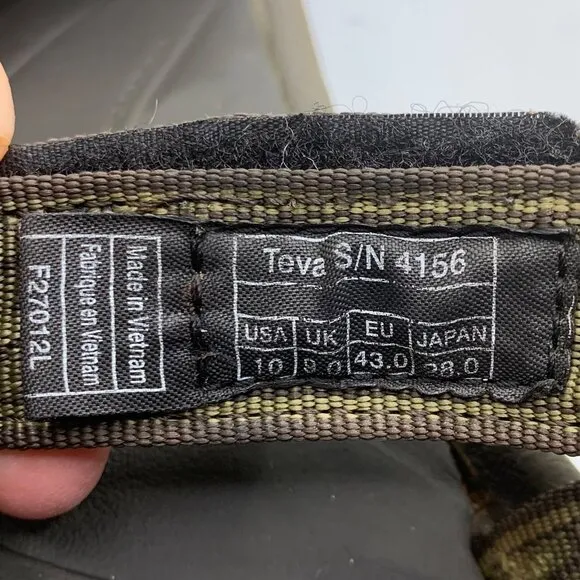 Teva S/N 4156
USA UK EU JAPAN
10 9.0 43.0 28.0
Made in Vietnam
Fabriqué en Vietnam
F27012L